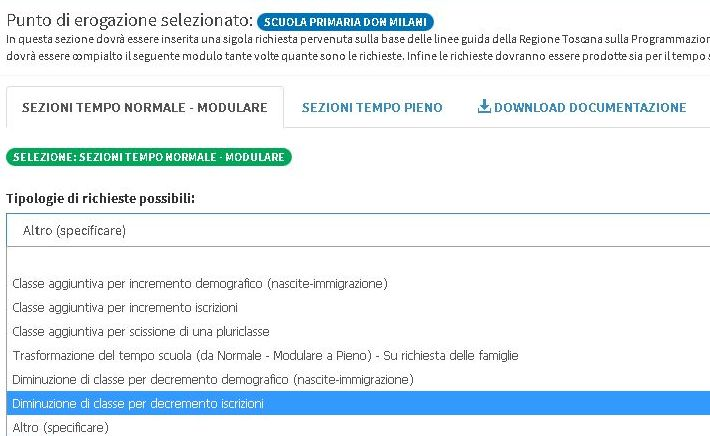 Punto di erogazione selezionato: SCUOLA PRIMARIA DON MILANI
In questa sezione dovrà essere inserita una sigola richiesta pervenuta sulla base delle linee guida della Regione Toscana sulla Programmazion
dovrà essere compialto il seguente modulo tante volte quante sono le richieste. Infine le richieste dovranno essere prodotte sia per il tempo s
SEZIONI TEMPO NORMALE - MODULARE SEZIONI TEMPO PIENO DOWNLOAD DOCUMENTAZIONE
SELEZIONE: SEZIONI TEMPO NORMALE - MODULARE
Tipologie di richieste possibili:
Altro (specificare)
Classe aggiuntiva per incremento demografico (nascite-immigrazione)
Classe aggiuntiva per incremento iscrizioni
Classe aggiuntiva per scissione di una pluriclasse
Trasformazione del tempo scuola (da Normale - Modulare a Pieno) - Su richiesta delle famiglie
Diminuzione di classe per decremento demografico (nascite-immigrazione)
Diminuzione di classe per decremento iscrizioni
Altro (specificare)